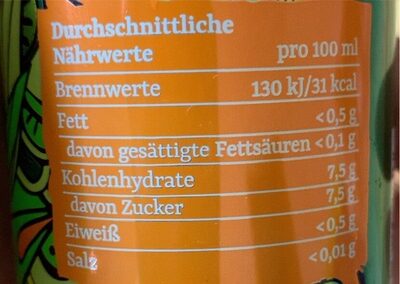 Durchschnittliche
Nährwerte pro 100 ml
Brennwerte 130 kJ/31 kcal
Fett <0,5 g
davon gesättigte Fettsäuren <0,1 g
Kohlenhydrate 7,5 g
davon Zucker 7,5 g
Eiweiß <0,5 g
Salz <0,01 g